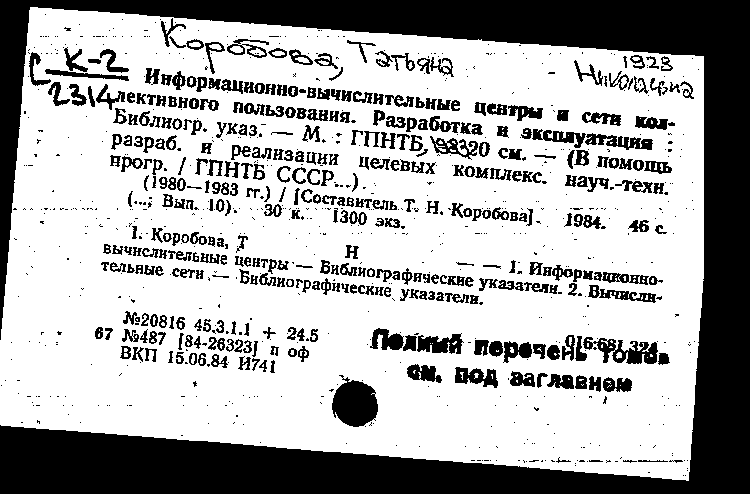 Коробова, Татьяна
1928
Николаевна
К-2
2314
Информационно-вычислительные центры и сети кол-
лективного пользования. Разработка и эксплуатация :
Библиогр. указ. — М. : ГПНТБ, 1983 20 см. — (В помощь
разраб. и реализации целевых комплекс. науч.-техн.
прогр. / ГПНТБ СССР...).
(1980—1983 гг.) / [Составитель Т. Н. Коробова]. 1984. 46 с.
(...; Вып. 10). 30 к. 1300 экз.
1. Коробова, Т Н — — 1. Информационно-
вычислительные центры — Библиографические указатели. 2. Вычисли-
тельные сети — Библиографические указатели.
№20816 45.3.1.1 + 24.5
67 №487 [84-26323] п оф
ВКП 15.06.84 И741
016:681.324
Полный перечень томов
см. под заглавием